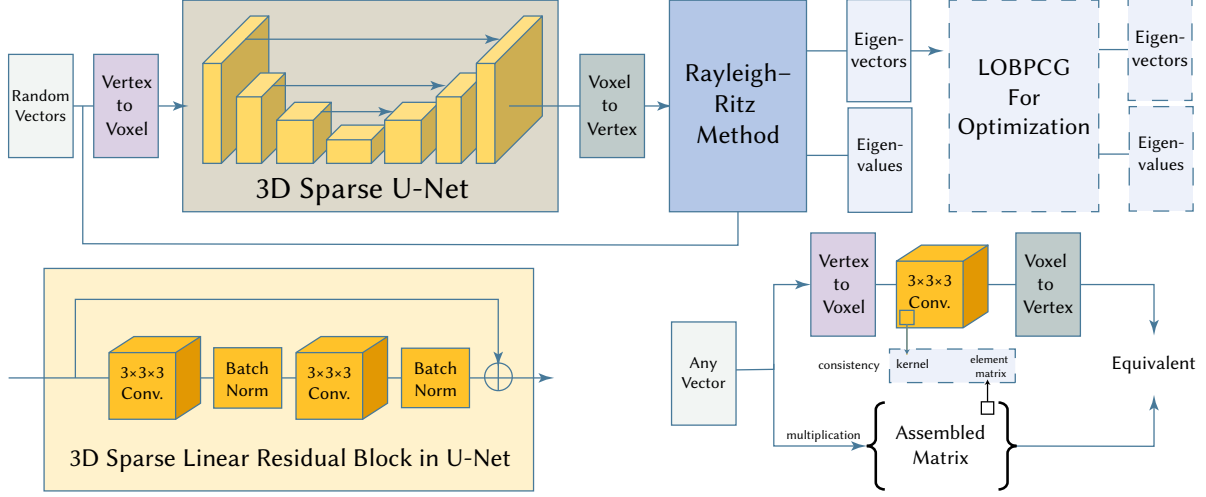 Random
Vectors
Vertex
to
Voxel
3D Sparse U-Net
Voxel
to
Vertex
Rayleigh–
Ritz
Method
Eigen-
vectors
Eigen-
values
LOBPCG
For
Optimization
Eigen-
vectors
Eigen-
values
3×3×3
Conv.
Batch
Norm
3×3×3
Conv.
Batch
Norm
3D Sparse Linear Residual Block in U-Net
Any
Vector
Vertex
to
Voxel
3×3×3
Conv.
Voxel
to
Vertex
consistency
kernel
element
matrix
multiplication
Assembled
Matrix
Equivalent